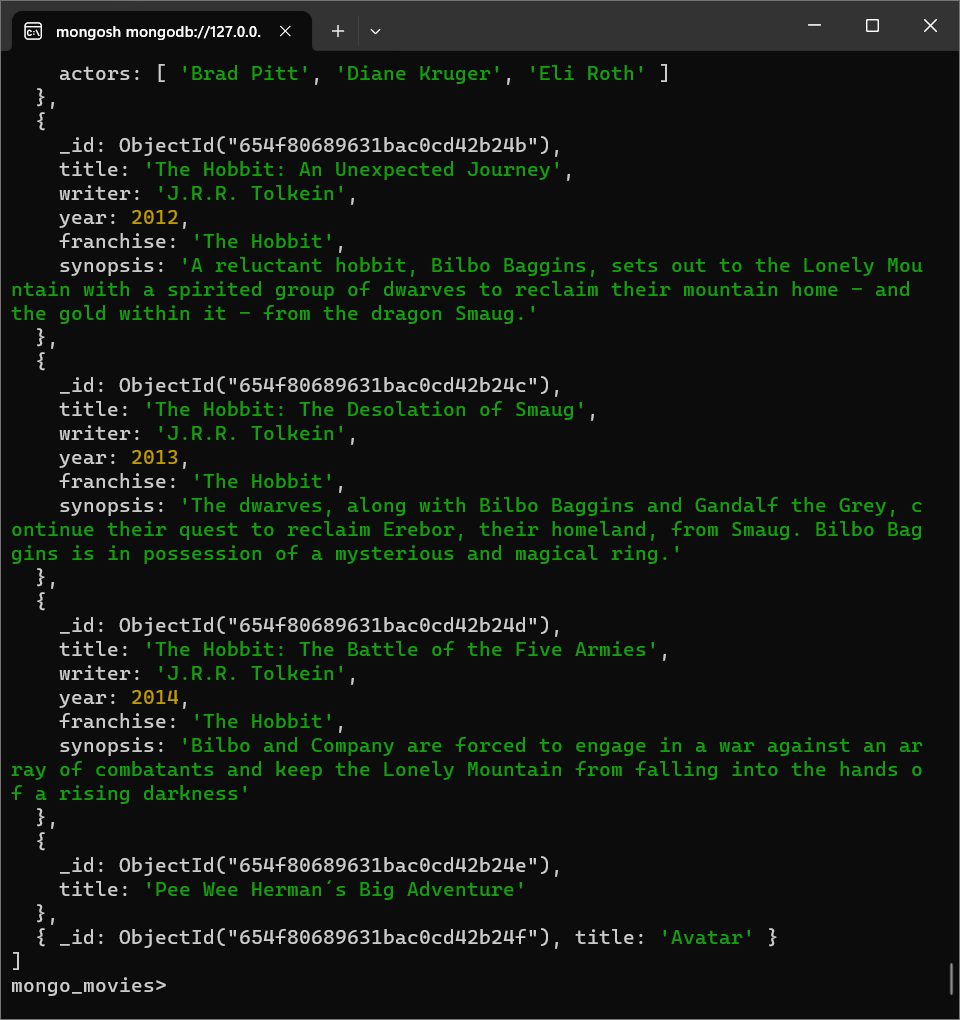 mongosh mongodb://127.0.0.
actors: [ 'Brad Pitt', 'Diane Kruger', 'Eli Roth' ]
},
{
_id: ObjectId("654f80689631bac0cd42b24b"),
title: 'The Hobbit: An Unexpected Journey',
writer: 'J.R.R. Tolkein',
year: 2012,
franchise: 'The Hobbit',
synopsis: 'A reluctant hobbit, Bilbo Baggins, sets out to the Lonely Mou
ntain with a spirited group of dwarves to reclaim their mountain home - and
the gold within it - from the dragon Smaug.'
},
{
_id: ObjectId("654f80689631bac0cd42b24c"),
title: 'The Hobbit: The Desolation of Smaug',
writer: 'J.R.R. Tolkein',
year: 2013,
franchise: 'The Hobbit',
synopsis: 'The dwarves, along with Bilbo Baggins and Gandalf the Grey, c
ontinue their quest to reclaim Erebor, their homeland, from Smaug. Bilbo Bag
gins is in possession of a mysterious and magical ring.'
},
{
_id: ObjectId("654f80689631bac0cd42b24d"),
title: 'The Hobbit: The Battle of the Five Armies',
writer: 'J.R.R. Tolkein',
year: 2014,
franchise: 'The Hobbit',
synopsis: 'Bilbo and Company are forced to engage in a war against an ar
ray of combatants and keep the Lonely Mountain from falling into the hands o
f a rising darkness'
},
{
_id: ObjectId("654f80689631bac0cd42b24e"),
title: 'Pee Wee Herman´s Big Adventure'
},
{ _id: ObjectId("654f80689631bac0cd42b24f"), title: 'Avatar' }
]
mongo_movies>